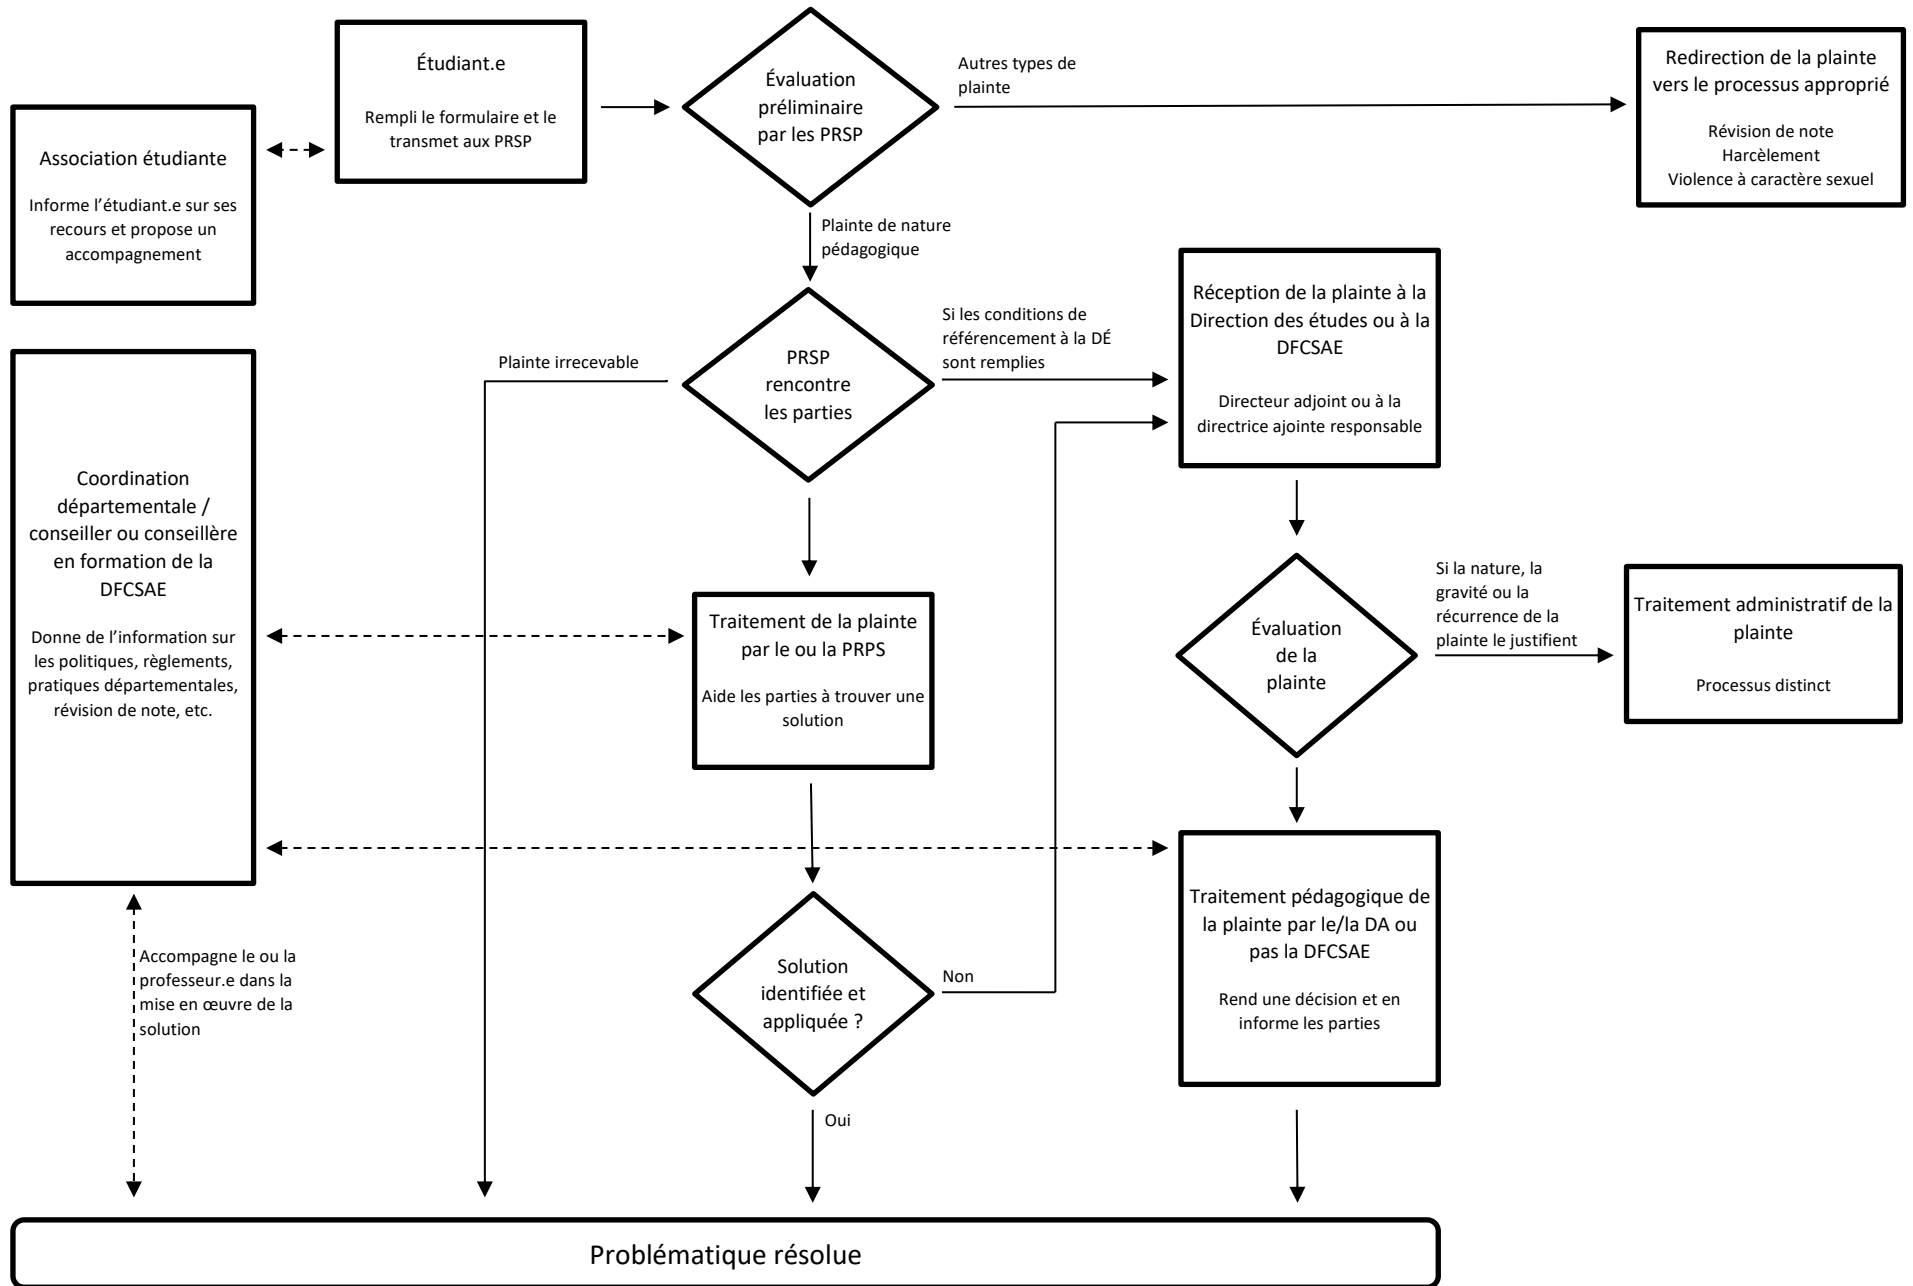 Étudiant.e
Rempli le formulaire et le
transmet aux PRSP
Évaluation
préliminaire
par les PRSP
Autres types de
plainte
Redirection de la plainte
vers le processus approprié
Révision de note
Harcèlement
Violence à caractère sexuel
Association étudiante
Informe l’étudiant.e sur ses
recours et propose un
accompagnement
Plainte de nature
pédagogique
Plainte irrecevable
PRSP
rencontre
les parties
Si les conditions de
référencement à la DÉ
sont remplies
Réception de la plainte à la
Direction des études ou à la
DFCSAE
Directeur adjoint ou à la
directrice ajointe responsable
Coordination
départementale /
conseiller ou conseillère
en formation de la
DFCSAE
Donne de l’information sur
les politiques, règlements,
pratiques départementales,
révision de note, etc.
Traitement de la plainte
par le ou la PRPS
Aide les parties à trouver une
solution
Évaluation
de la
plainte
Si la nature, la
gravité ou la
récurrence de la
plainte le justifient
Traitement administratif de la
plainte
Processus distinct
Accompagne le ou la
professeur.e dans la
mise en œuvre de la
solution
Solution
identifiée et
appliquée ?
Non
Oui
Traitement pédagogique de
la plainte par le/la DA ou
pas la DFCSAE
Rend une décision et en
informe les parties
Problématique résolue